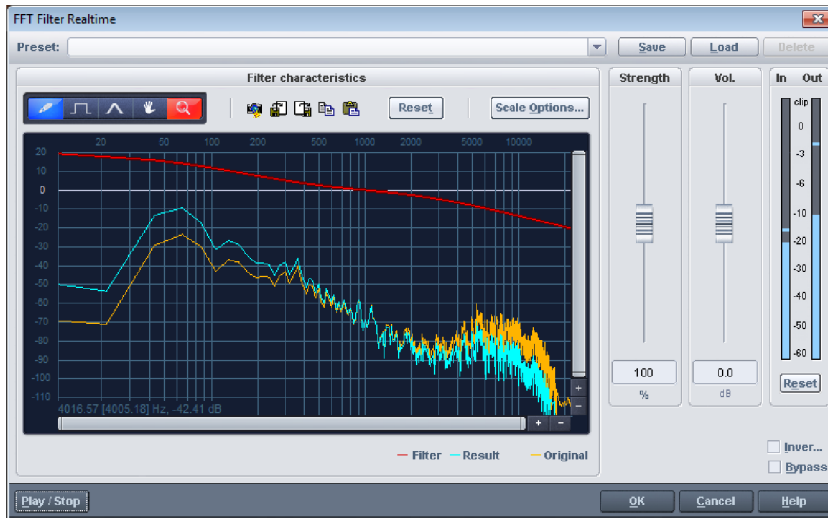 FFT Filter Realtime
Preset: Save Load Delete
Filter characteristics Strength Vol. In Out
Reset Scale Options...
20 50 100 200 500 1000 2000 5000 10000
20
10
0
-10
-20
-30
-40
-50
-60
-70
-80
-90
-100
-110
4016.57 [4005.18] Hz, -42.41 dB
+
-
+ -
Filter Result Original
100
%
0.0
dB
clip
0
-3
-6
-10
-20
-30
-40
-50
-60
Reset
Inver...
Bypass
Play / Stop OK Cancel Help